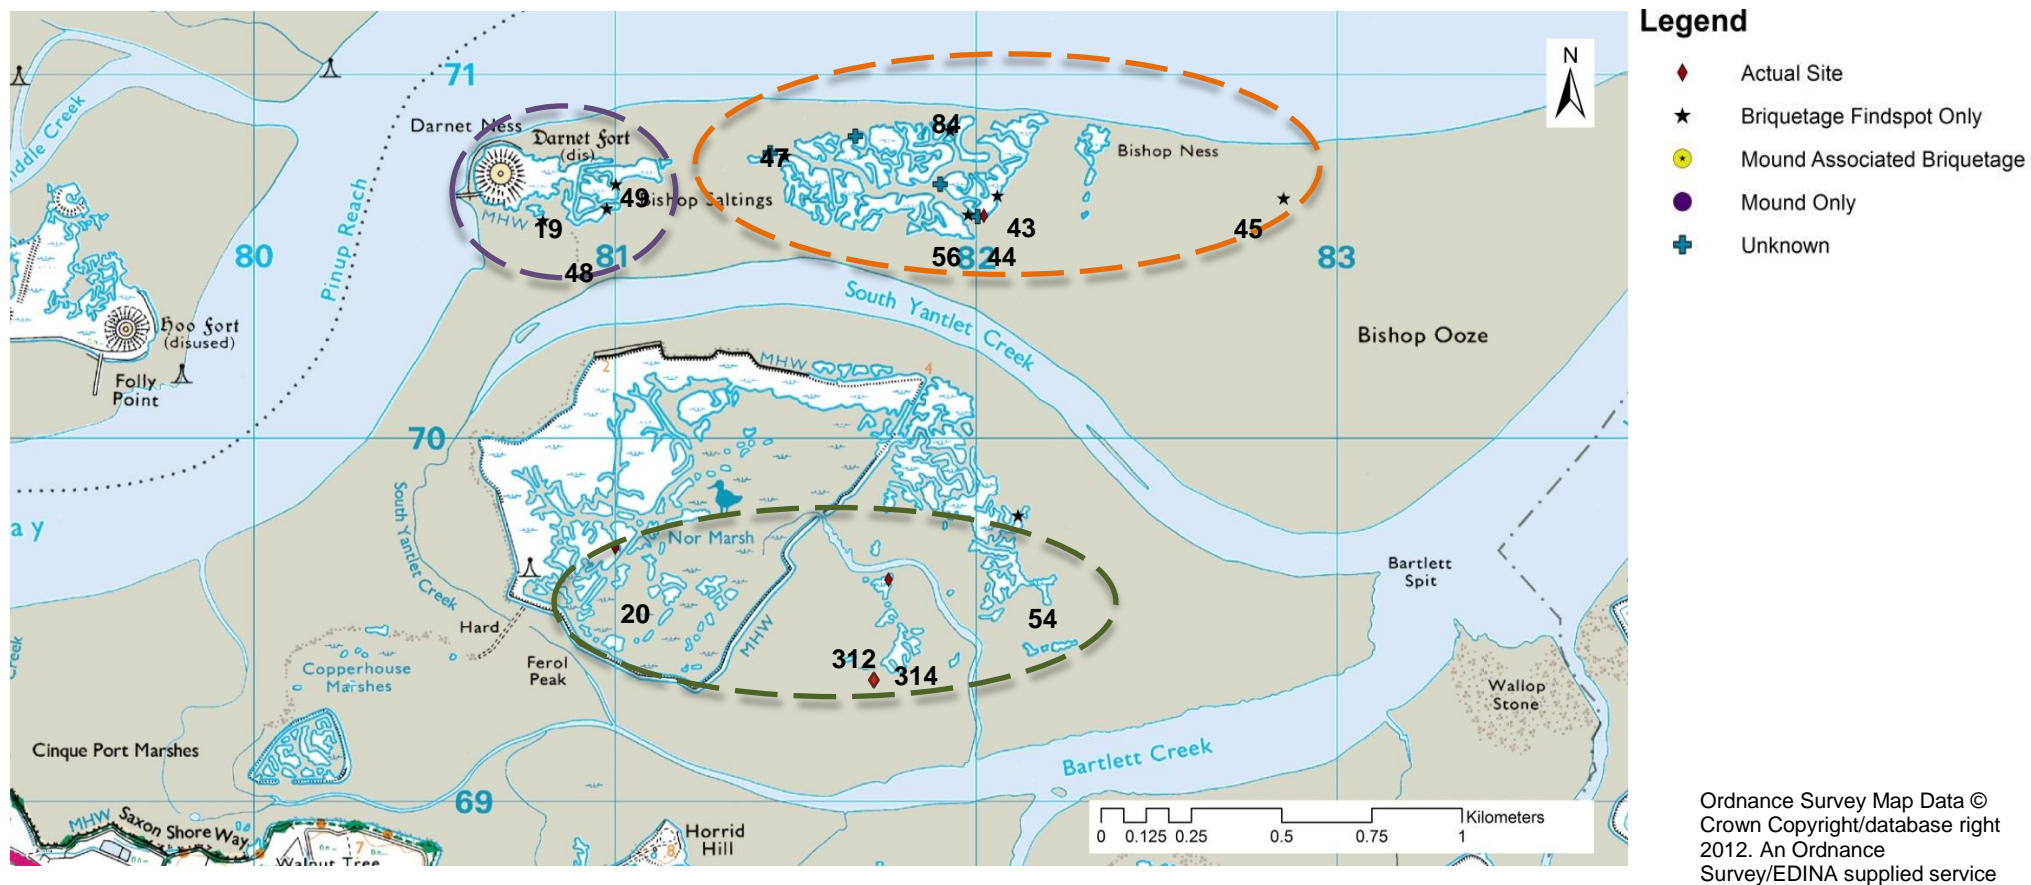 Legend
Actual Site
Briquetage Findspot Only
Mound Associated Briquetage
Mound Only
Unknown
N
71
Darnet Ness
Darnet Fort
(dis)
84
47
Bishop Ness
Pinup Reach
49
Bishop Saltings
MHW
19
43
45
80
81
56
82
44
83
48
South Yantlet Creek
Hoo Fort
(disused)
Bishop Ooze
Folly
Point
MHW
2
4
70
South Yantlet Creek
Nor Marsh
Bartlett
Spit
20
54
Hard
MHW
Ferol
Peak
312
314
Copperhouse
Marshes
Wallop
Stone
Cinque Port Marshes
Bartlett Creek
69
MHW
Saxon Shore Way
Horrid
Hill
7
8
Walnut Tree
Kilometers
0 0.125 0.25 0.5 0.75 1
Ordnance Survey Map Data ©
Crown Copyright/database right
2012. An Ordnance
Survey/EDINA supplied service